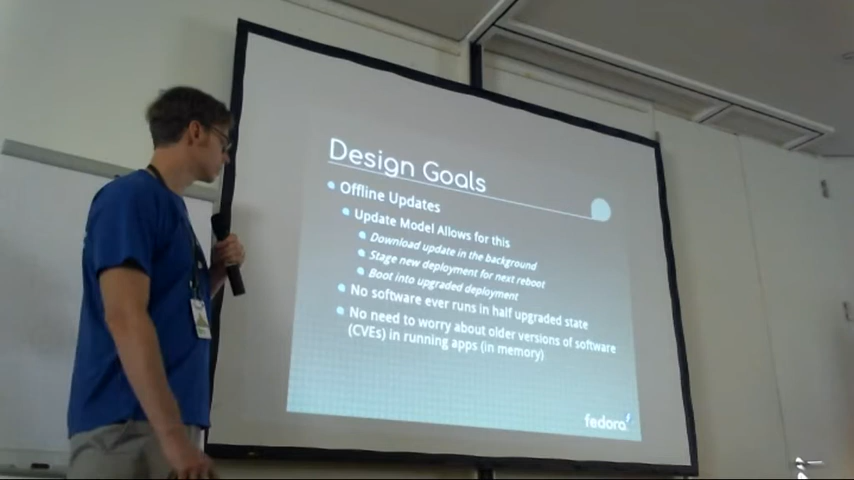 Design Goals
Offline Updates
Update Model Allows for this
Download update in the background
Stage new deployment for next reboot
Boot into upgraded deployment
No software ever runs in half upgraded state
No need to worry about older versions of software
(CVEs) in running apps (in memory)
fedora